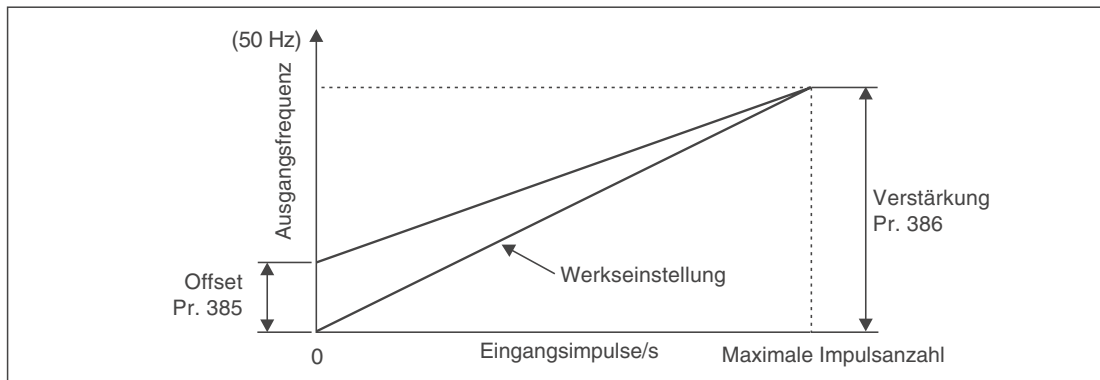 (50 Hz)
Ausgangsfrequenz
Verstärkung
Pr. 386
Offset
Pr. 385
Werkseinstellung
0
Eingangsimpulse/s
Maximale Impulsanzahl